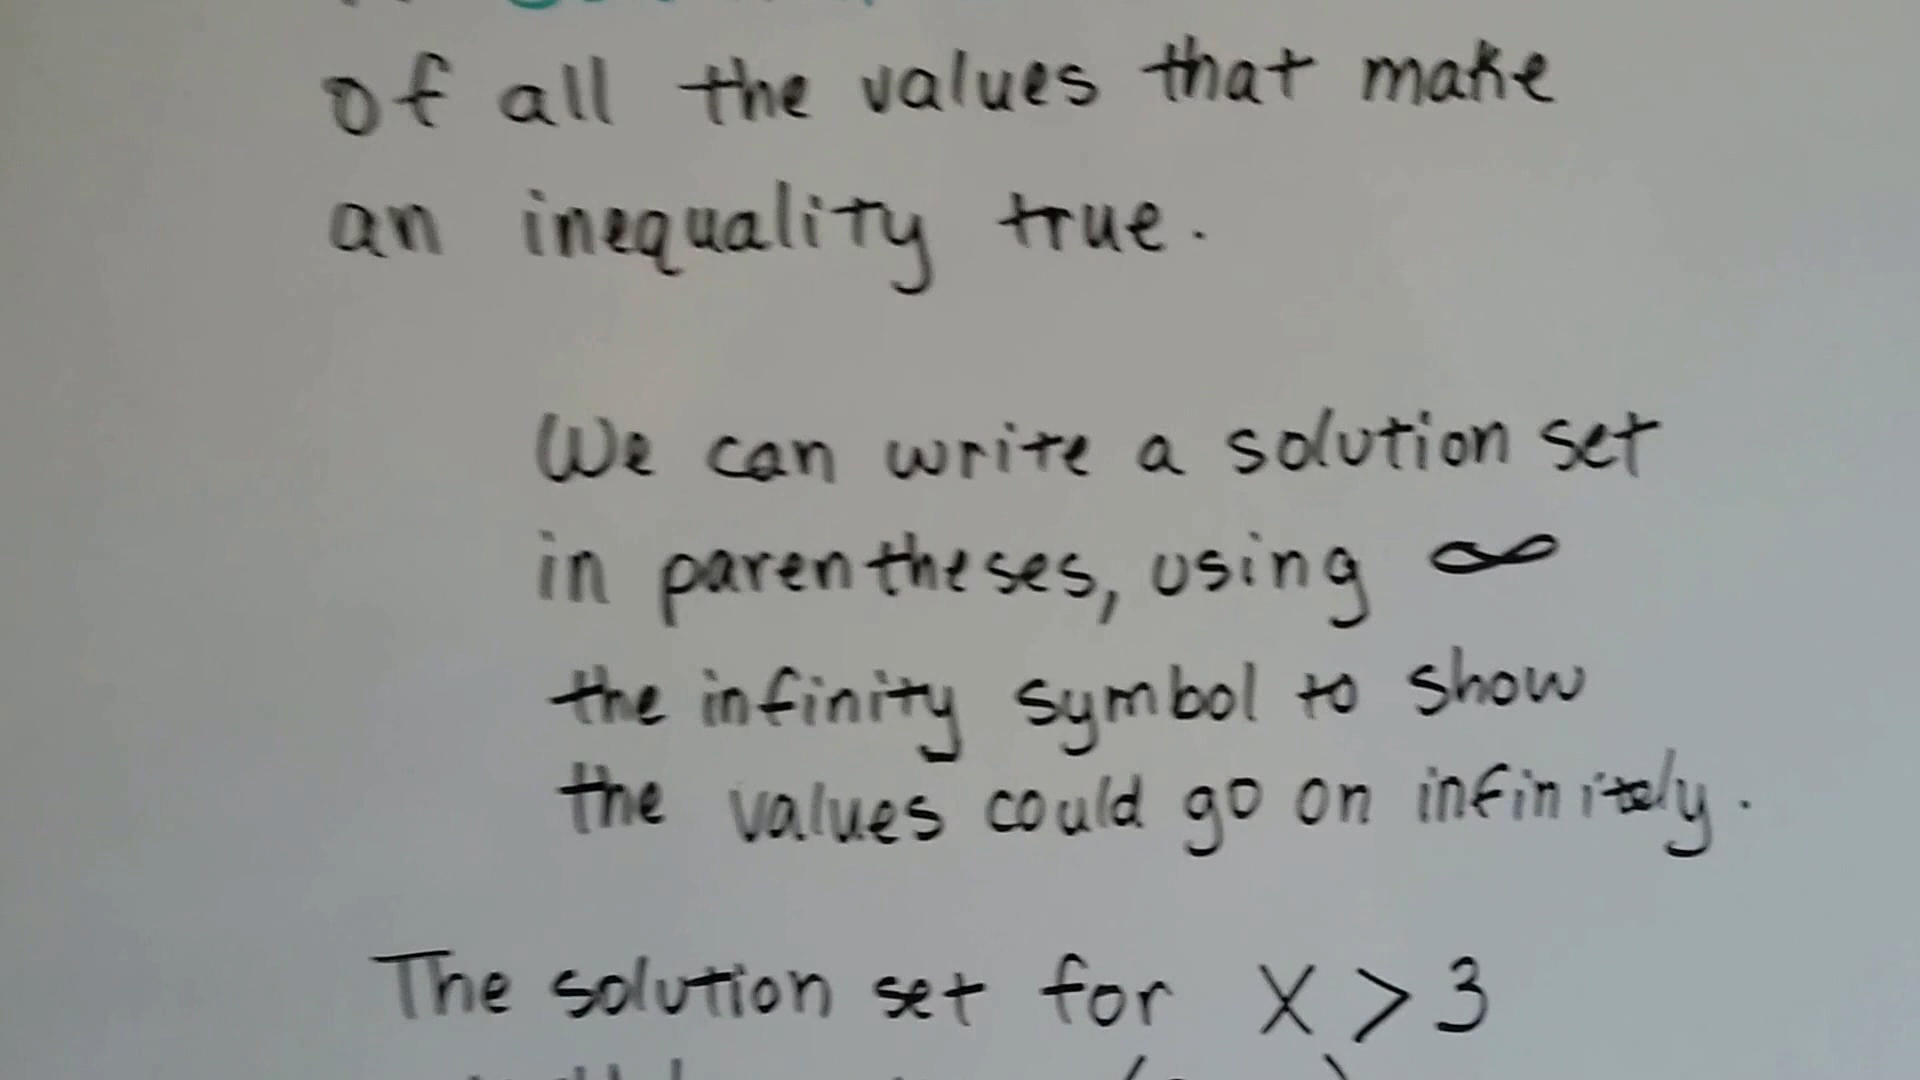 of all the values that make
an inequality true.
We can write a solution set
in parentheses, using ∞
the infinity symbol to show
the values could go on infinitely.
The solution set for x > 3